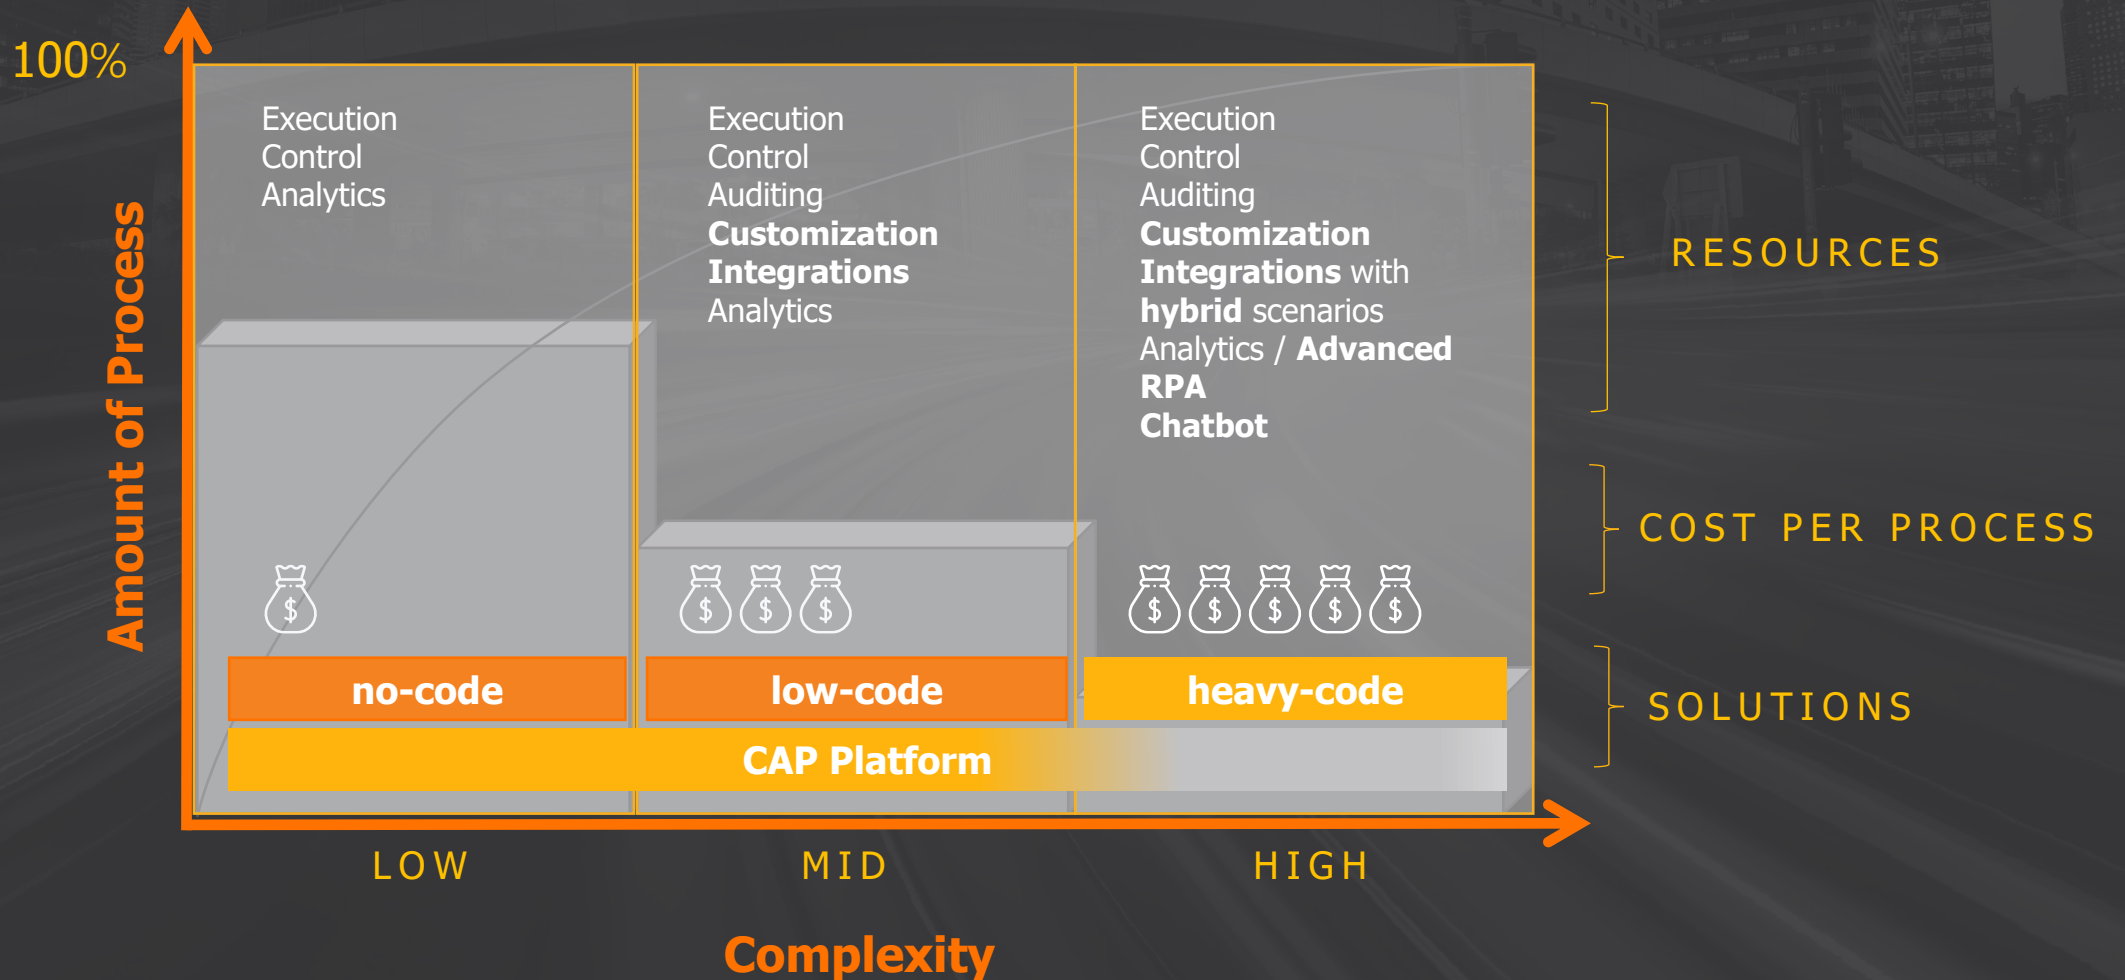 100%
Amount of Process
Execution
Control
Analytics
Execution
Control
Auditing
Customization
Integrations
Analytics
Execution
Control
Auditing
Customization
Integrations with
hybrid scenarios
Analytics / Advanced
RPA
Chatbot
RESOURCES
$
$ $ $
$ $ $ $ $
COST PER PROCESS
no-code
low-code
heavy-code
CAP Platform
SOLUTIONS
LOW
MID
HIGH
Complexity